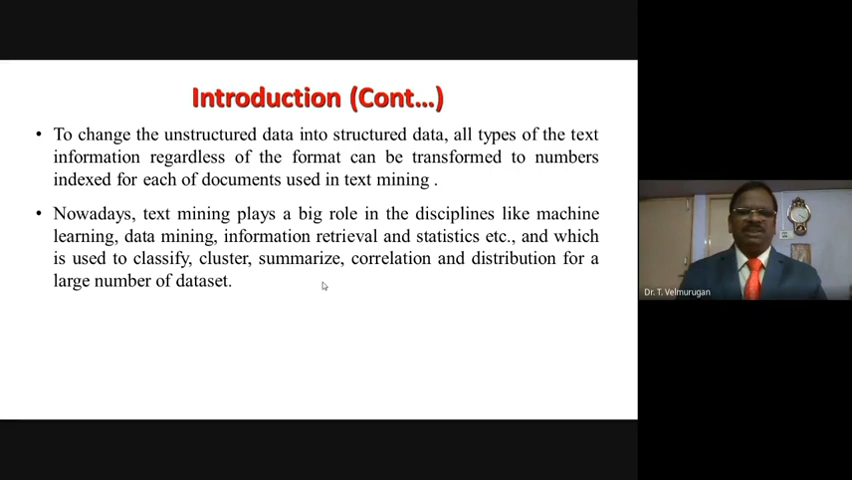 Introduction (Cont...)
• To change the unstructured data into structured data, all types of the text
information regardless of the format can be transformed to numbers
indexed for each of documents used in text mining .
• Nowadays, text mining plays a big role in the disciplines like machine
learning, data mining, information retrieval and statistics etc., and which
is used to classify, cluster, summarize, correlation and distribution for a
large number of dataset.
Dr. T. Velmurugan